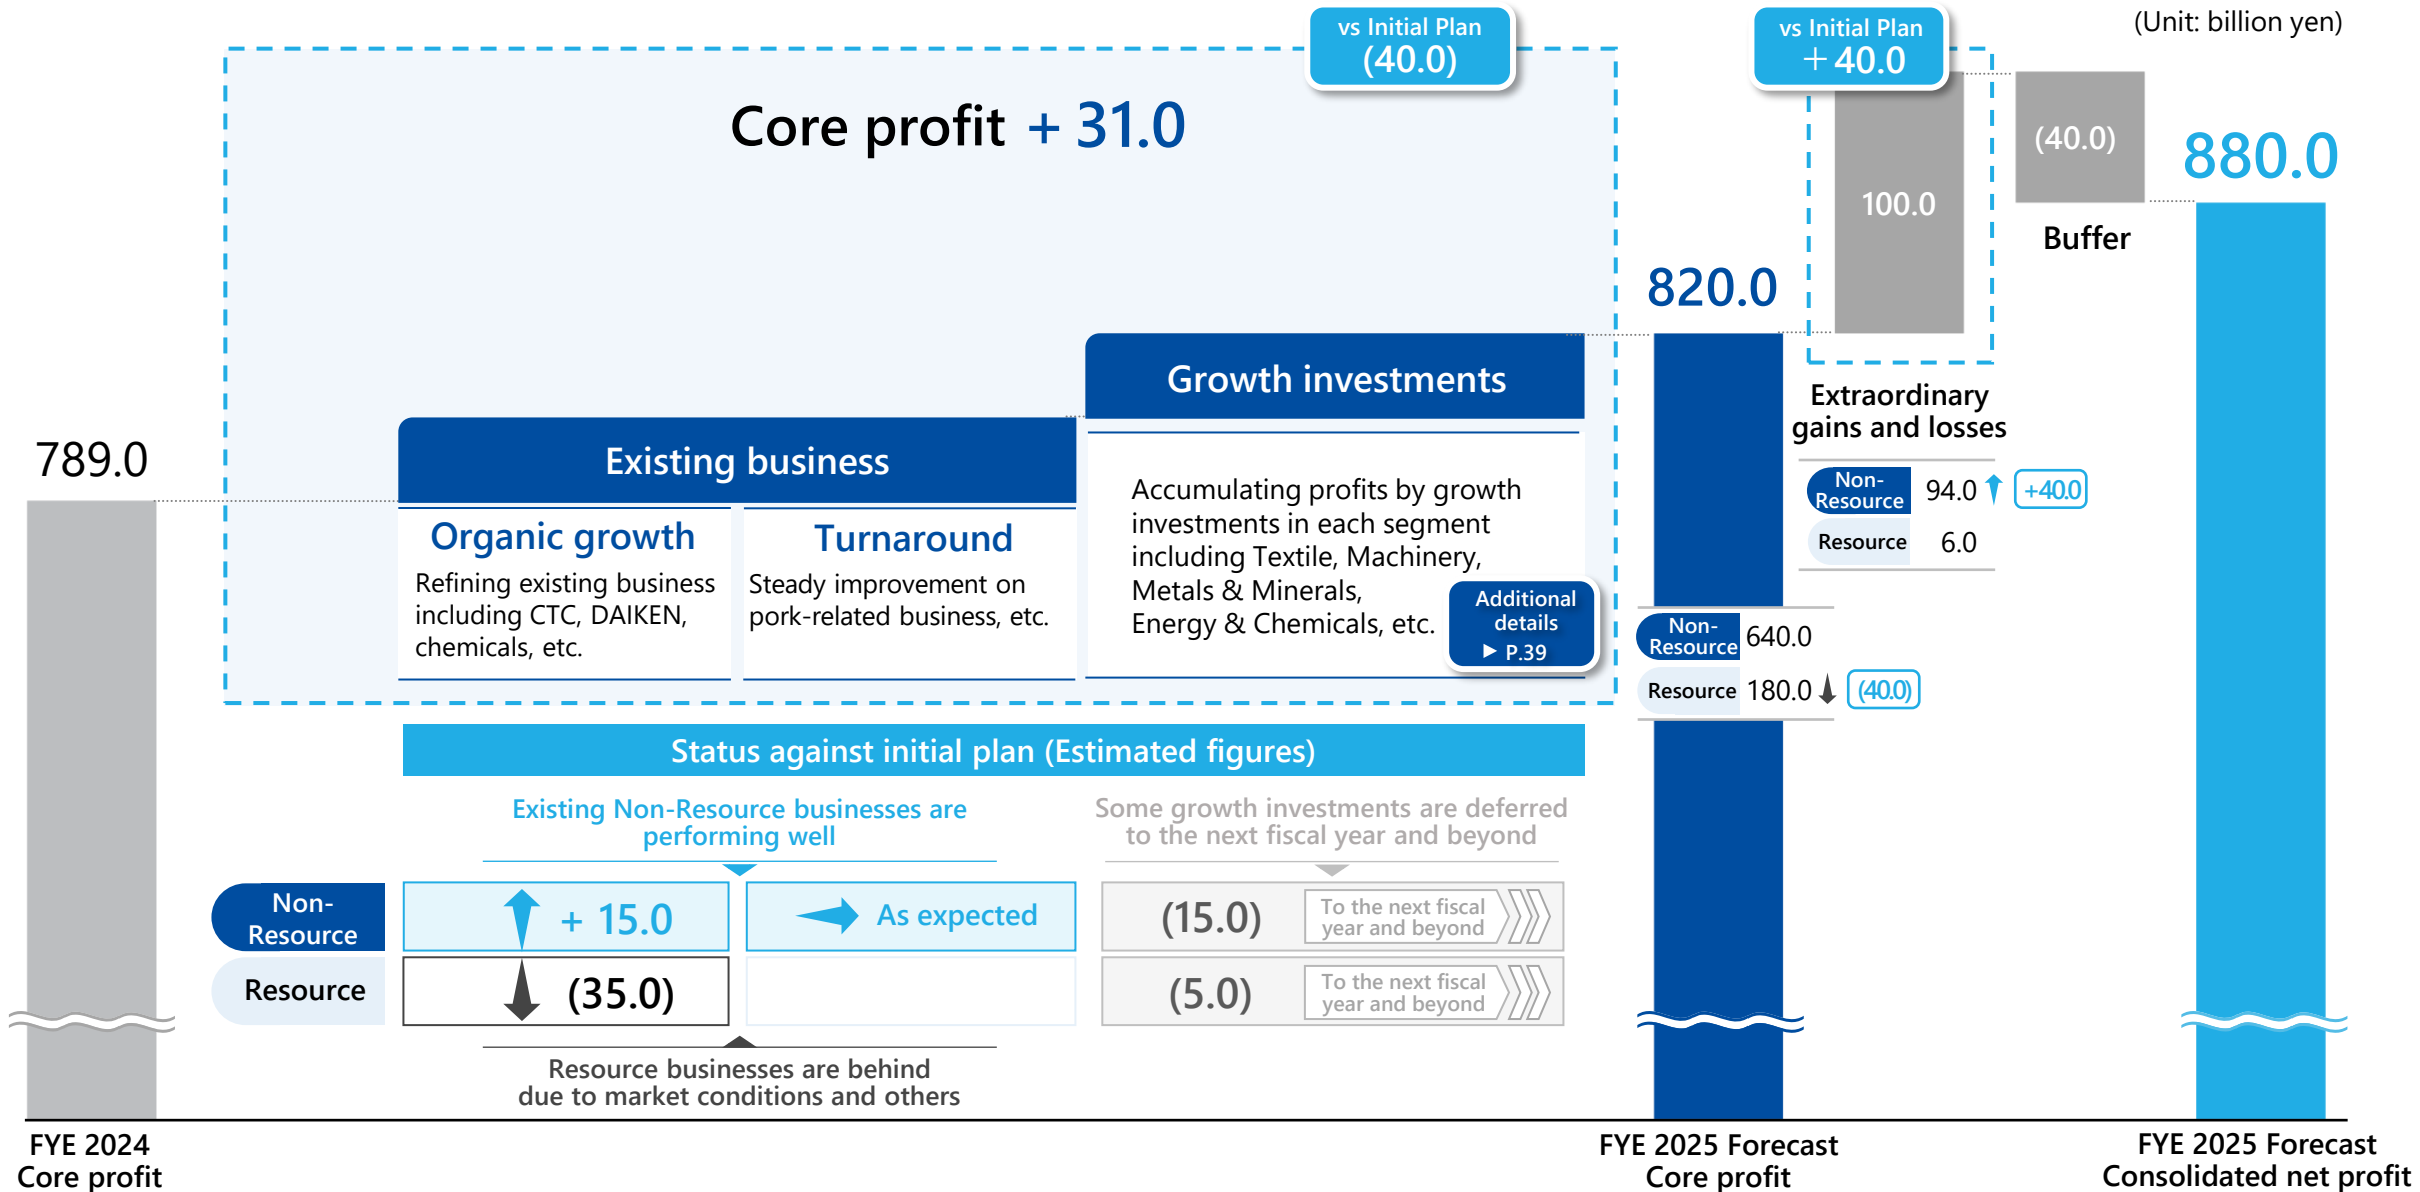 (Unit: billion yen)
vs Initial Plan
(40.0)
vs Initial Plan
+40.0
Core profit + 31.0
789.0
Existing business
Organic growth
Refining existing business
including CTC, DAIKEN,
chemicals, etc.
Turnaround
Steady improvement on
pork-related business, etc.
Growth investments
Accumulating profits by growth
investments in each segment
including Textile, Machinery,
Metals & Minerals,
Energy & Chemicals, etc.
Additional
details
▶ P.39
820.0
Non-
Resource
640.0
Resource
180.0
(40.0)
100.0
Extraordinary
gains and losses
Non-
Resource
94.0
+40.0
Resource
6.0
(40.0)
Buffer
880.0
Status against initial plan (Estimated figures)
Existing Non-Resource businesses are
performing well
Some growth investments are deferred
to the next fiscal year and beyond
Non-
Resource
+ 15.0
As expected
(15.0)
To the next fiscal
year and beyond
Resource
(35.0)
(5.0)
To the next fiscal
year and beyond
Resource businesses are behind
due to market conditions and others
FYE 2024
Core profit
FYE 2025 Forecast
Core profit
FYE 2025 Forecast
Consolidated net profit